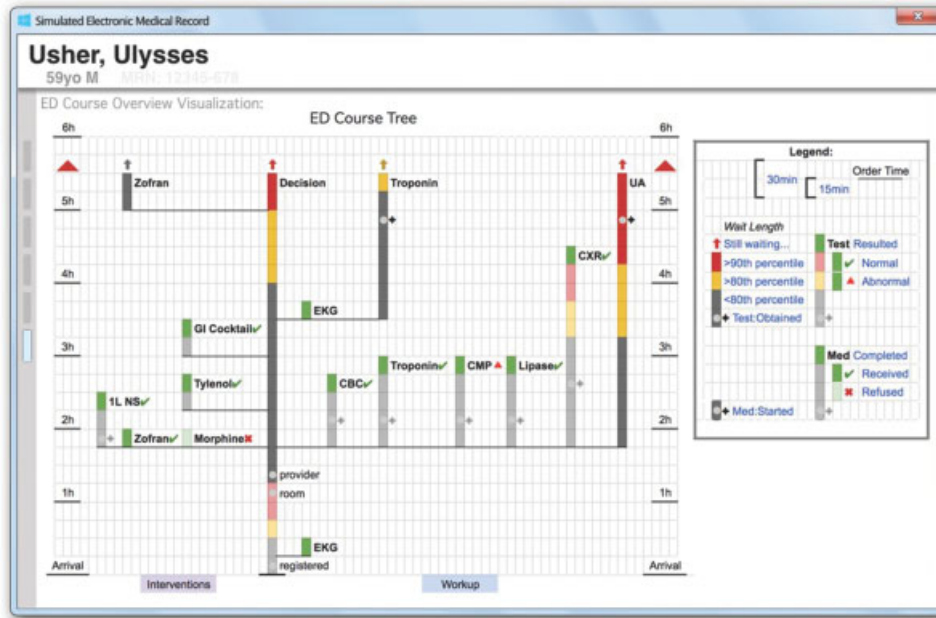 Simulated Electronic Medical Record
Usher, Ulysses
59yo M MRN: 12345-678
ED Course Overview Visualization:
ED Course Tree
6h 6h
Zofran Decision Troponin UA
5h 5h
CXR✔
4h 4h
EKG
GI Cocktail✔
3h 3h
Troponin✔ CMP Lipase✔
Tylenol✔ CBC✔
1L NS✔
2h 2h
Zofran✔ Morphine✖
provider
room
1h 1h
EKG
registered
Arrival Arrival
Interventions Workup
Legend:
Order Time
30min
15min
Wait Length
Still waiting... Test Resulted
>90th percentile ✔ Normal
>80th percentile Abnormal
<80th percentile
Test:Obtained
Med Completed
✔ Received
✖ Refused
Med:Started